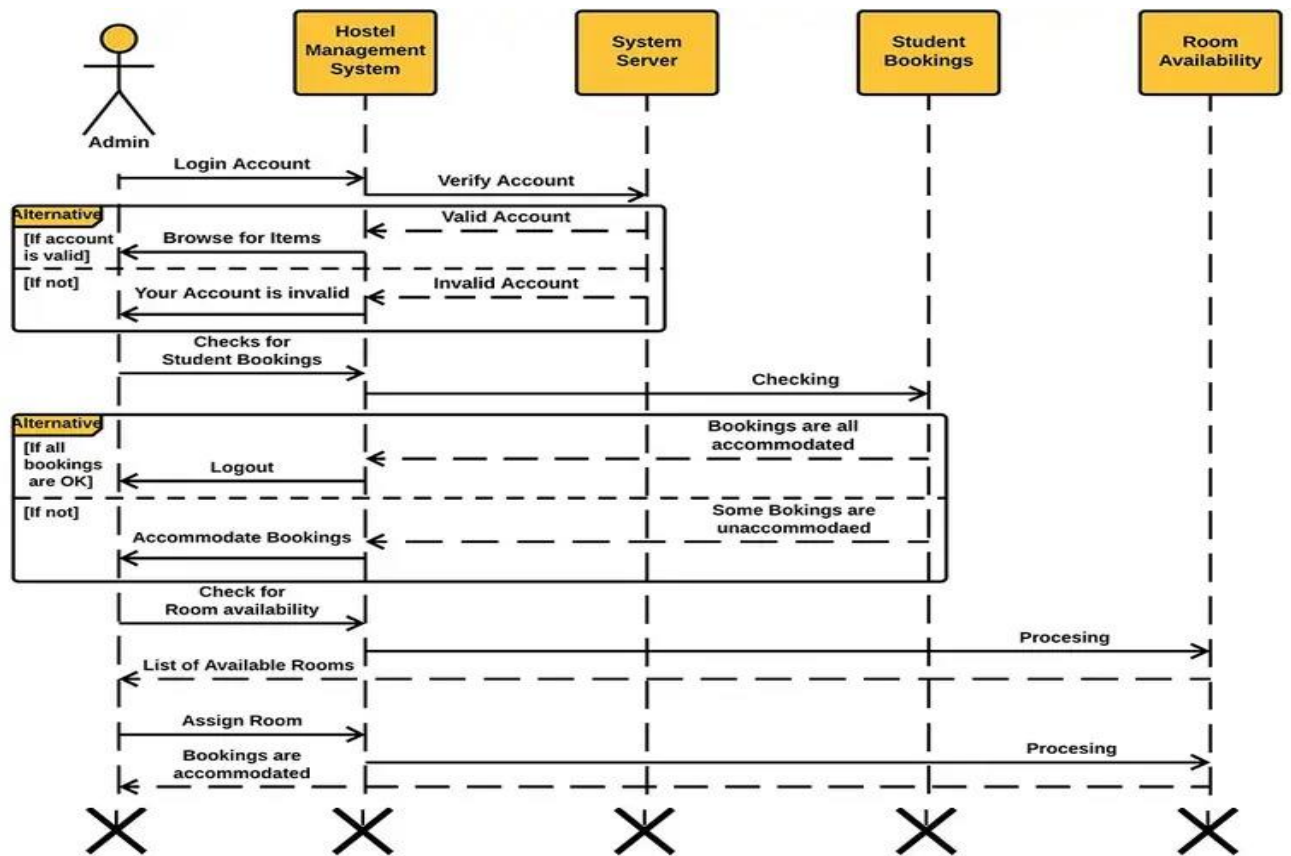 Hostel
Management
System
System
Server
Student
Bookings
Room
Availability
Admin
Login Account
Verify Account
Alternative
[If account
is valid]
Valid Account
Browse for Items
[If not]
Invalid Account
Your Account is invalid
Checks for
Student Bookings
Checking
Alternative
[If all
bookings
are OK]
Bookings are all
accommodated
Logout
[If not]
Some Bokings are
unaccommodaed
Accommodate Bookings
Check for
Room availability
Procesing
List of Available Rooms
Assign Room
Procesing
Bookings are
accommodated